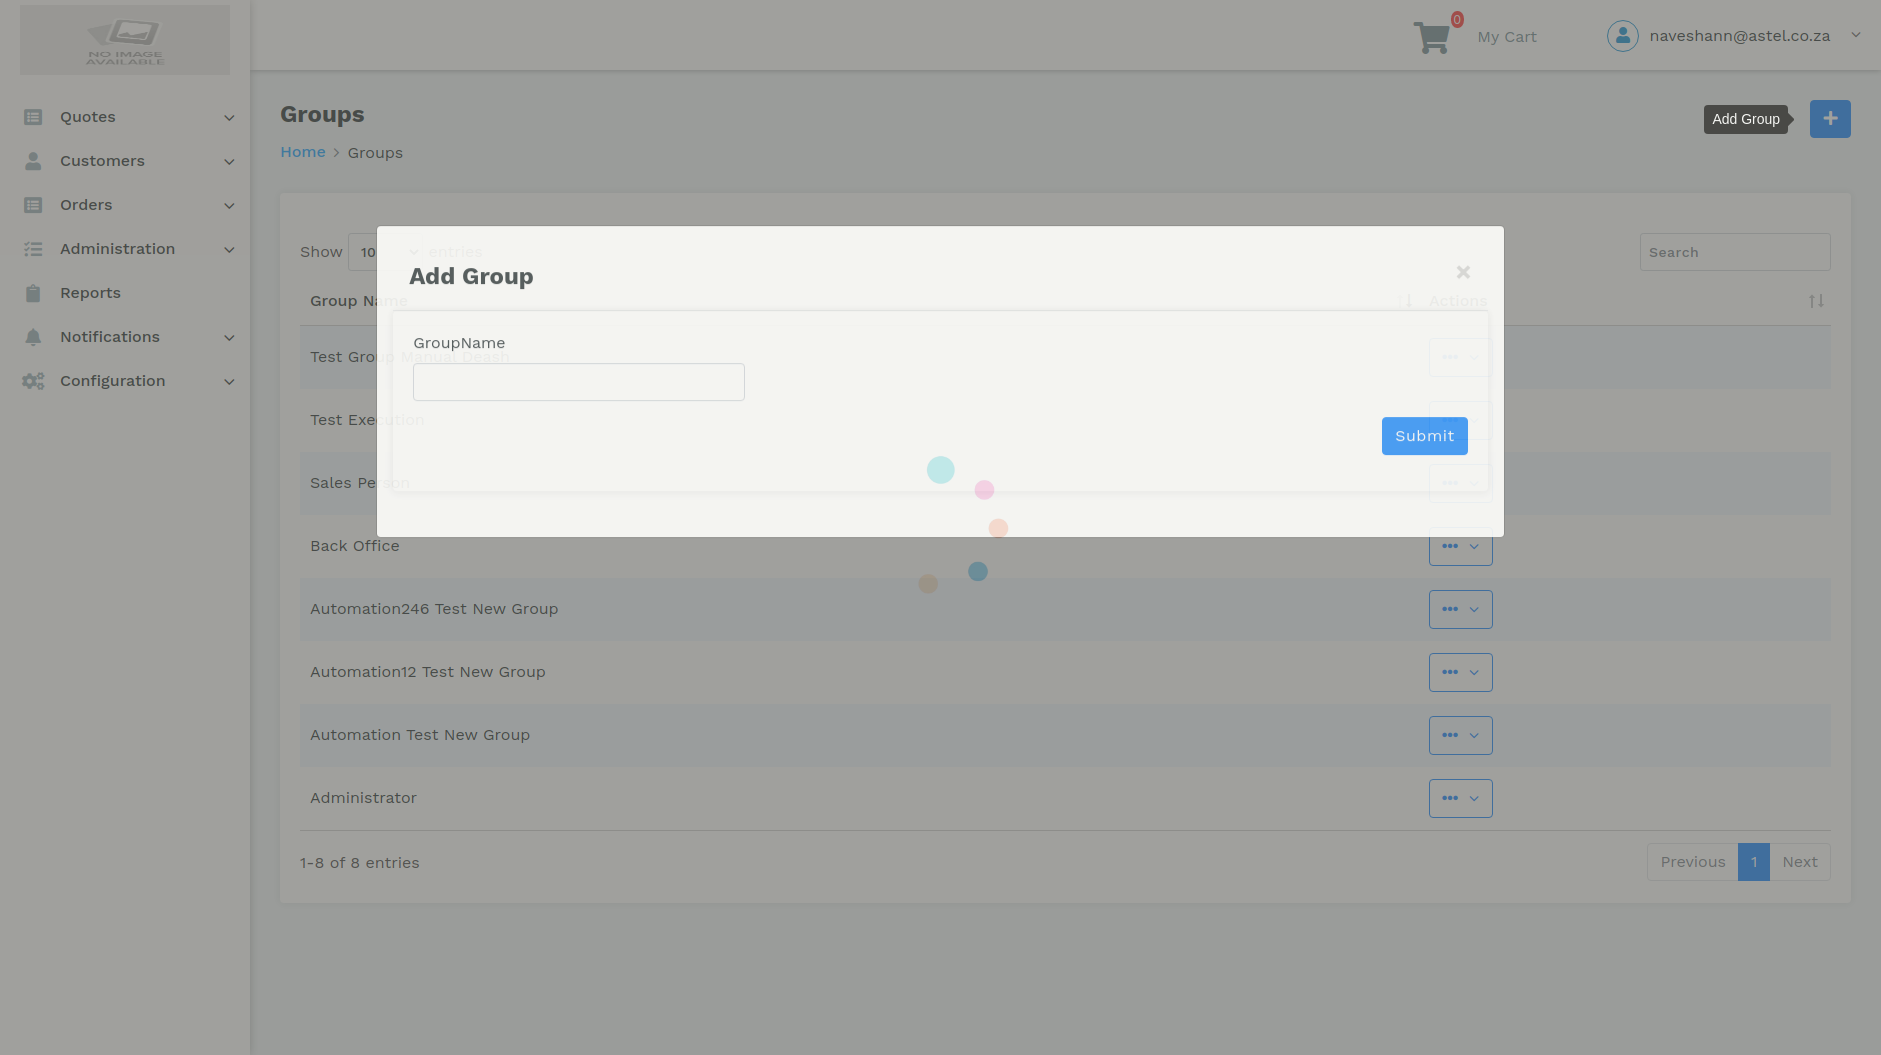 NO IMAGE
AVAILABLE
0
My Cart
naveshann@astel.co.za
Quotes
Customers
Orders
Administration
Reports
Notifications
Configuration
Groups
Add Group
Home > Groups
Show 10 entries
Search
Add Group
Group Name
Actions
GroupName
Test Group Manual Deash
Test Execution
Submit
Sales Person
Back Office
Automation246 Test New Group
Automation12 Test New Group
Automation Test New Group
Administrator
1-8 of 8 entries
Previous 1 Next